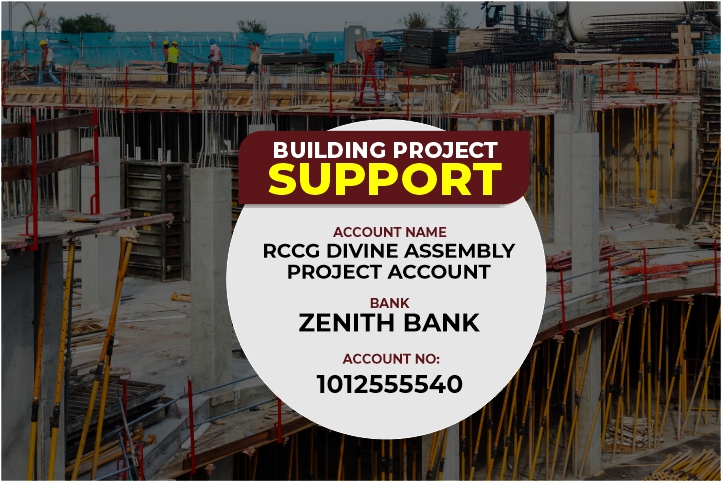 BUILDING PROJECT
SUPPORT
ACCOUNT NAME
RCCG DIVINE ASSEMBLY
PROJECT ACCOUNT
BANK
ZENITH BANK
ACCOUNT NO:
1012555540